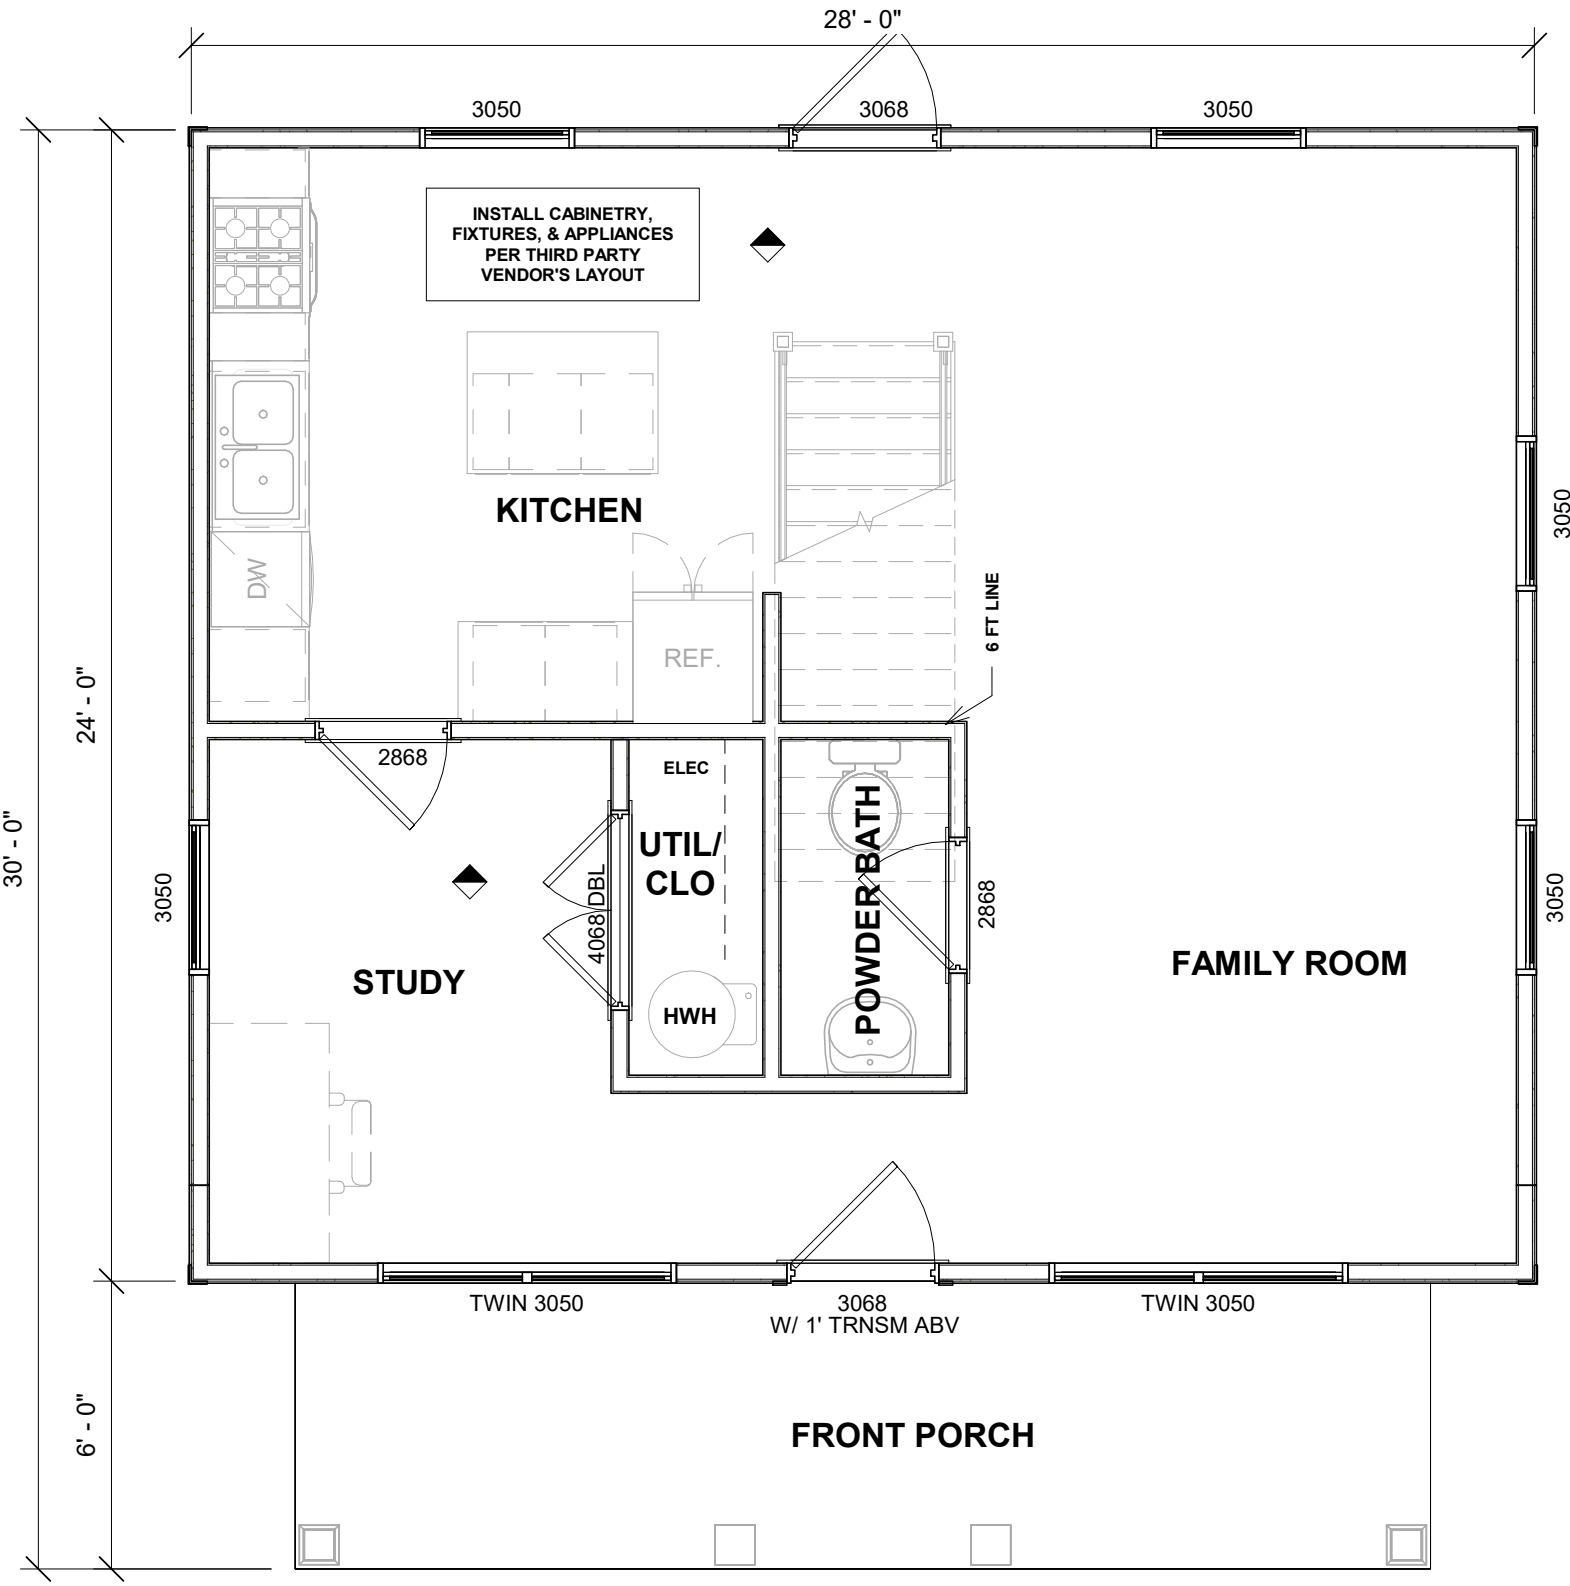 28' - 0"
3050
3068
3050
INSTALL CABINETRY,
FIXTURES, & APPLIANCES
PER THIRD PARTY
VENDOR'S LAYOUT
KITCHEN
3050
DW
6 FT LINE
REF.
24' - 0"
2868
ELEC
30' - 0"
UTIL/
CLO
POWDER BATH
3050
4068 DBL
2868
3050
STUDY
FAMILY ROOM
HWH
TWIN 3050
3068
W/ 1' TRNSM ABV
TWIN 3050
6' - 0"
FRONT PORCH